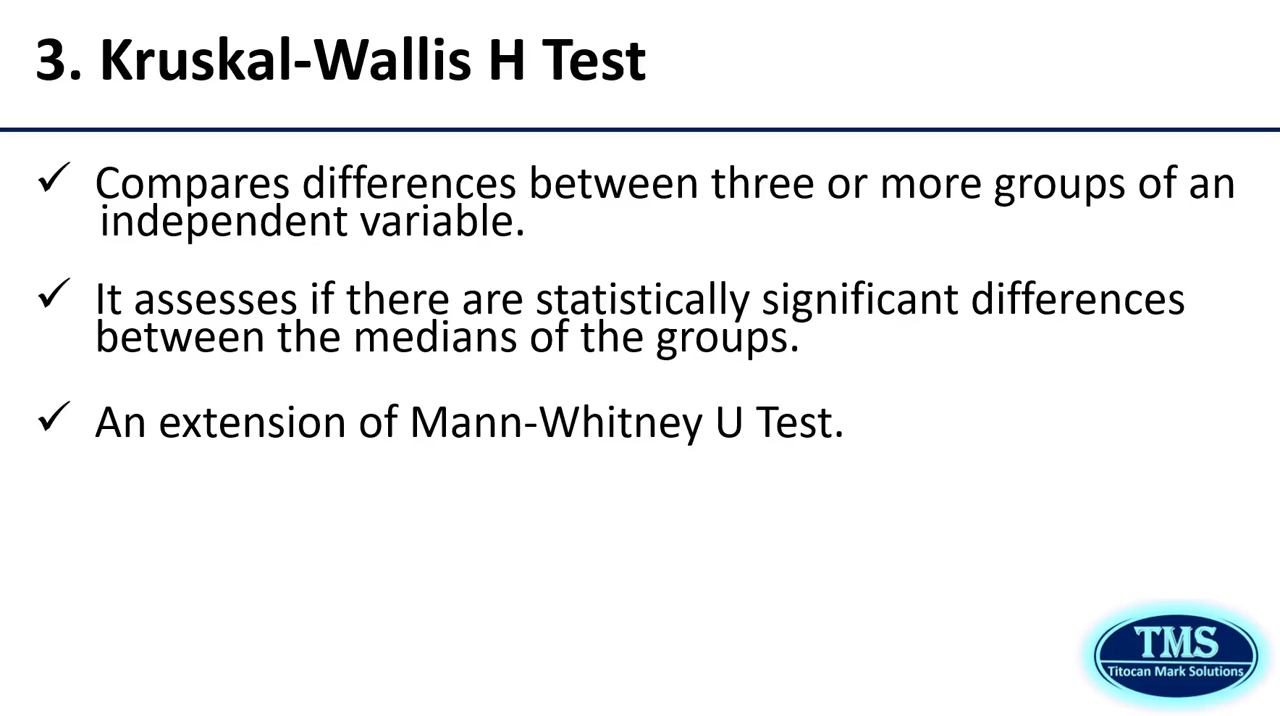 3. Kruskal-Wallis H Test
✓ Compares differences between three or more groups of an
independent variable.
✓ It assesses if there are statistically significant differences
between the medians of the groups.
✓ An extension of Mann-Whitney U Test.
TMS
Titocan Mark Solutions